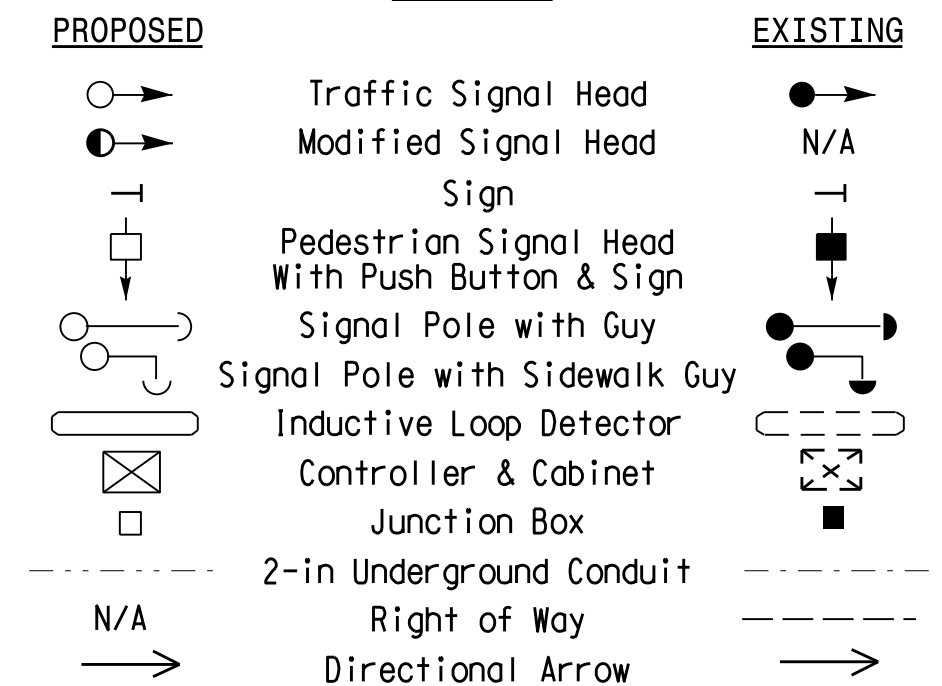 PROPOSED EXISTING
Traffic Signal Head
Modified Signal Head N/A
Sign
Pedestrian Signal Head
With Push Button & Sign
Signal Pole with Guy
Signal Pole with Sidewalk Guy
Inductive Loop Detector
Controller & Cabinet
Junction Box
2-in Underground Conduit
N/A Right of Way
Directional Arrow